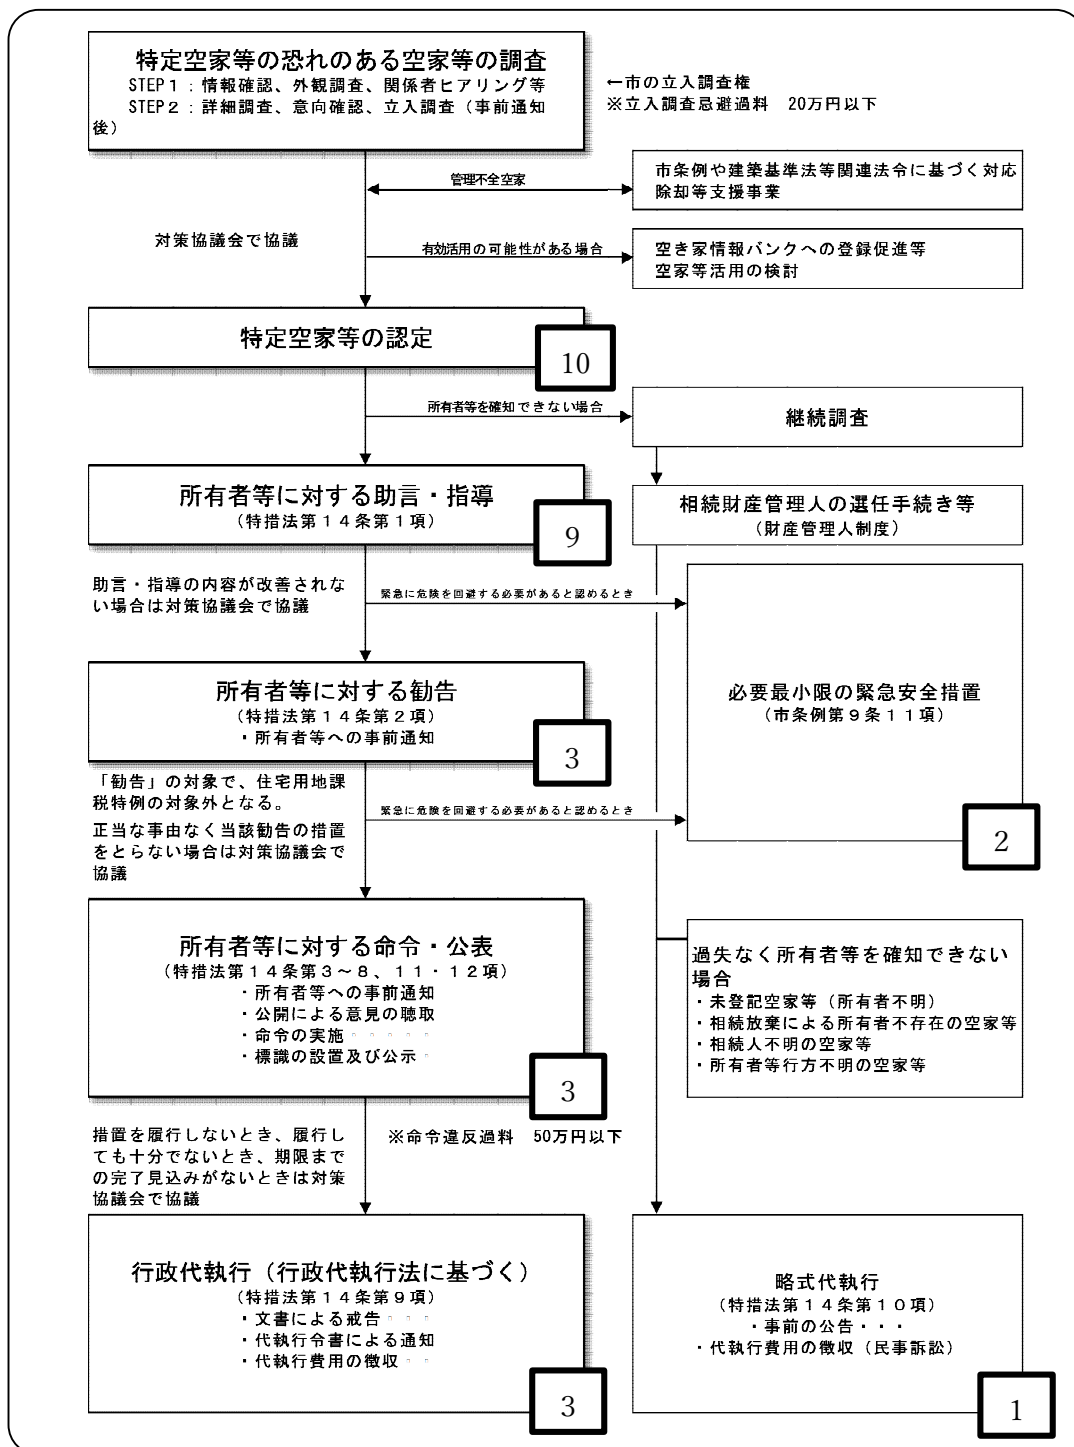 特定空家等の恐れのある空家等の調査
STEP1：情報確認、外観調査、関係者ヒアリング等
STEP2：詳細調査、意向確認、立入調査（事前通知
後）
←市の立入調査権
※立入調査忌避過料　20万円以下
管理不全空家
市条例や建築基準法等関連法令に基づく対応
除却等支援事業
対策協議会で協議
有効活用の可能性がある場合
空き家情報バンクへの登録促進等
空家等活用の検討
特定空家等の認定
10
所有者等を確知できない場合
継続調査
所有者等に対する助言・指導
（特措法第１４条第１項）
9
相続財産管理人の選任手続き等
（財産管理人制度）
助言・指導の内容が改善されな
い場合は対策協議会で協議
緊急に危険を回避する必要があると認めるとき
所有者等に対する勧告
（特措法第１４条第２項）
・所有者等への事前通知
3
必要最小限の緊急安全措置
（市条例第９条１１項）
2
「勧告」の対象で、住宅用地課
税特例の対象外となる。
緊急に危険を回避する必要があると認めるとき
正当な事由なく当該勧告の措置
をとらない場合は対策協議会で
協議
所有者等に対する命令・公表
（特措法第１４条第３～８、１１・１２項）
・所有者等への事前通知
・公開による意見の聴取
・命令の実施
・標識の設置及び公示
3
過失なく所有者等を確知できない
場合
・未登記空家等（所有者不明）
・相続放棄による所有者不存在の空家等
・相続人不明の空家等
・所有者等行方不明の空家等
措置を履行しないとき、履行し
ても十分でないとき、期限まで
の完了見込みがないときは対策
協議会で協議
※命令違反過料　50万円以下
行政代執行（行政代執行法に基づく）
（特措法第１４条第９項）
・文書による戒告
・代執行令書による通知
・代執行費用の徴収
3
略式代執行
（特措法第１４条第１０項）
・事前の公告・・・
・代執行費用の徴収（民事訴訟）
1